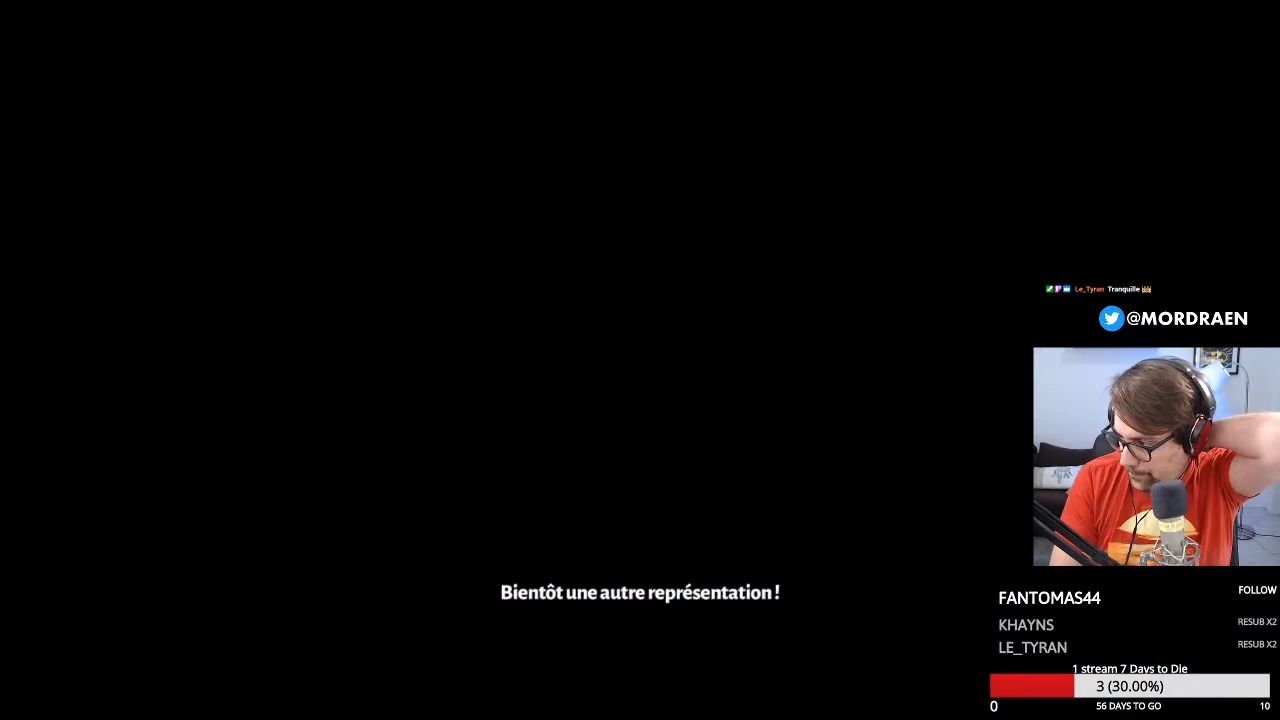 Le_Tyran Tranquille
@MORDRAEN
Bientôt une autre représentation !
FANTOMAS44 FOLLOW
KHAYNS RESUB X2
LE_TYRAN RESUB X2
1 stream 7 Days to Die
3 (30.00%)
0 56 DAYS TO GO 10